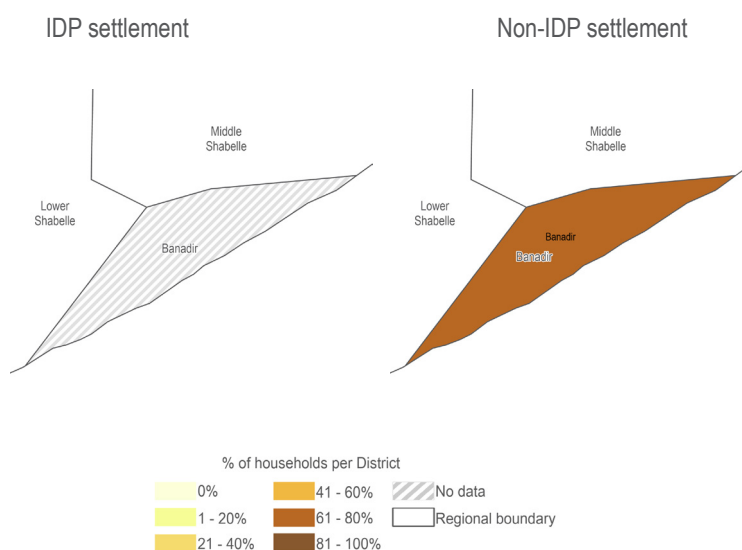 IDP settlement
Non-IDP settlement
Middle
Shabelle
Lower
Shabelle
Banadir
Middle
Shabelle
Lower
Shabelle
Banadir
Banadir
% of households per District
0%
41 - 60%
No data
1 - 20%
61 - 80%
Regional boundary
21 - 40%
81 - 100%